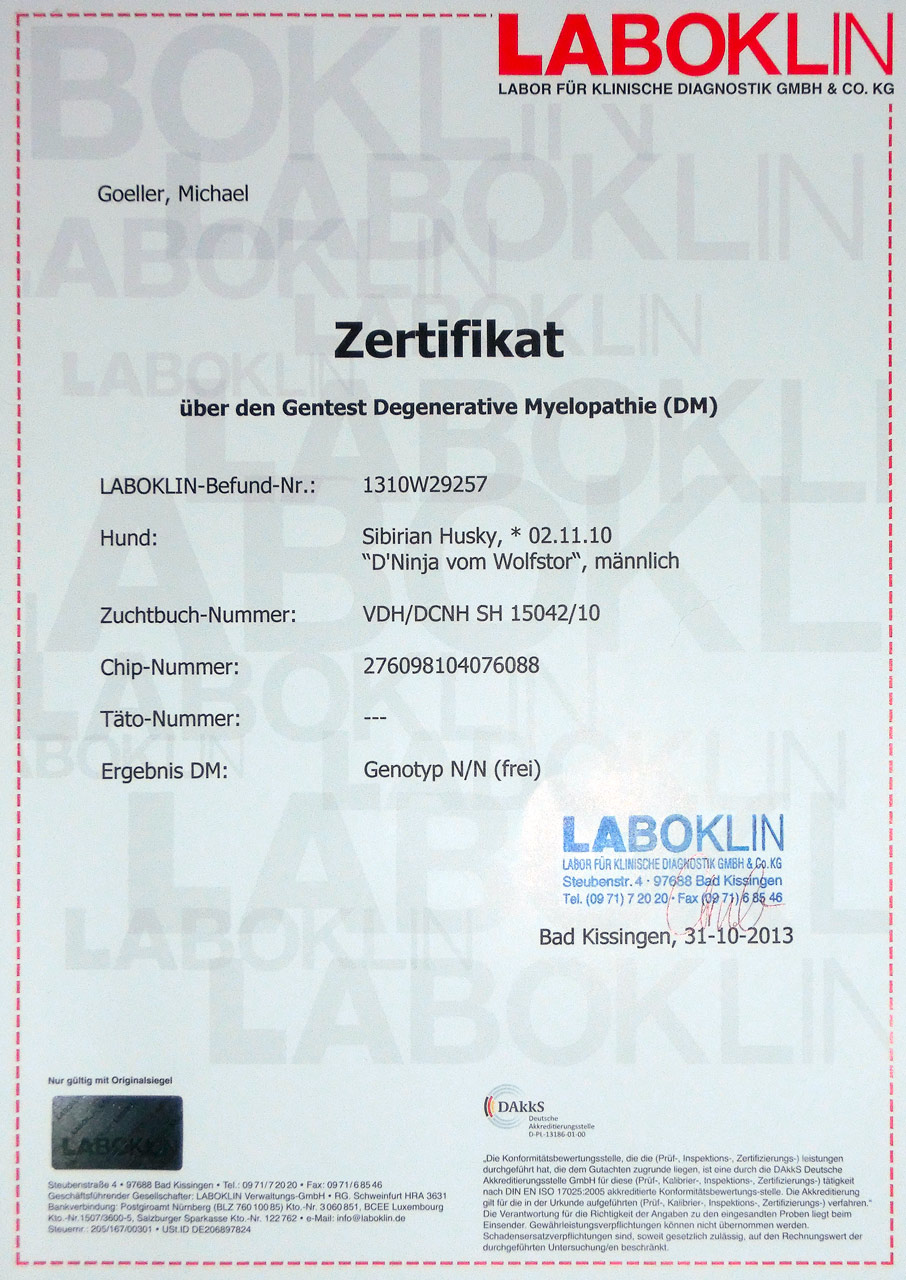 LABOKLIN
LABOR FÜR KLINISCHE DIAGNOSTIK GMBH & CO. KG
Goeller, Michael
Zertifikat
über den Gentest Degenerative Myelopathie (DM)
LABOKLIN-Befund-Nr.: 1310W29257
Hund: Sibirian Husky, * 02.11.10
"D'Ninja vom Wolfstor", männlich
Zuchtbuch-Nummer: VDH/DCNH SH 15042/10
Chip-Nummer: 276098104076088
Täto-Nummer: ---
Ergebnis DM: Genotyp N/N (frei)
LABOKLIN
LABOR FÜR KLINISCHE DIAGNOSTIK GMBH & Co. KG
Steubenstr. 4 · 97688 Bad Kissingen
Tel. (09 71) 7 20 20 · Fax (09 71) 6 85 46
Bad Kissingen, 31-10-2013
Nur gültig mit Originalsiegel
LABOKLIN
Steubenstraße 4 • 97688 Bad Kissingen • Tel.: 09 71/7 20 20 • Fax: 09 71/6 85 46
Geschäftsführender Gesellschafter: LABOKLIN Verwaltungs-GmbH • RG. Schweinfurt HRA 3631
Bankverbindung: Postgiroamt Nürnberg (BLZ 760 100 85) Kto.-Nr. 3 060 851, BCEE Luxembourg
Kto.-Nr.1507/3600-5, Salzburger Sparkasse Kto.-Nr. 122 762 • e-Mail: info@laboklin.de
Steuernr.: 205/167/00301 • USt.ID DE206897824
DAkkS
Deutsche
Akkreditierungsstelle
D-PL-13186-01-00
„Die Konformitätsbewertungsstelle, die die (Prüf-, Inspektions-, Zertifizierungs-) leistungen
durchgeführt hat, die dem Gutachten zugrunde liegen, ist eine durch die DAkkS Deutsche
Akkreditierungsstelle GmbH für diese (Prüf-, Kalibrier-, Inspektions-, Zertifizierungs-) tätigkeit
nach DIN EN ISO 17025:2005 akkreditierte Konformitätsbewertungs-stelle. Die Akkreditierung
gilt für die in der Urkunde aufgeführten (Prüf-, Kalibrier-, Inspektions-, Zertifizierungs-) verfahren."
Die Verantwortung für die Richtigkeit der Angaben zu den eingesandten Proben liegt beim
Einsender. Gewährleistungsverpflichtungen können nicht übernommen werden.
Schadensersatzverpflichtungen sind, soweit gesetzlich zulässig, auf den Rechnungswert der
durchgeführten Untersuchung/en beschränkt.